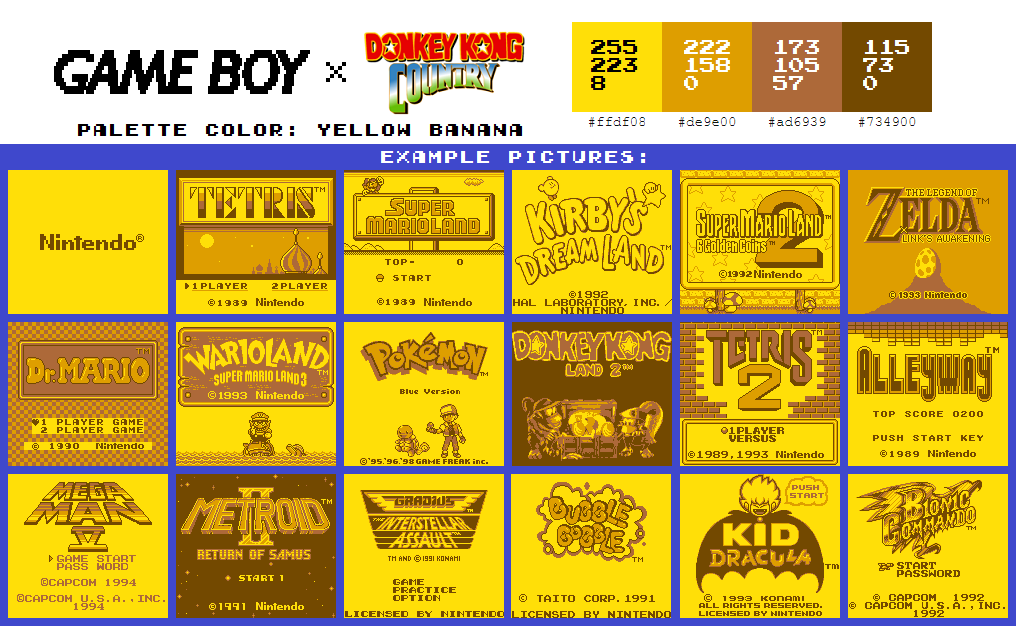 GAME BOY × DONKEY KONG
COUNTRY
PALETTE COLOR: YELLOW BANANA
255
223
8
222
158
0
173
105
57
115
73
0
#ffdf08
#de9e00
#ad6939
#734900
EXAMPLE PICTURES:
Nintendo®
TETRIS™
1PLAYER 2PLAYER
©1989 Nintendo
SUPER
MARIOLAND
TOP- 0
START
©1989 Nintendo
KIRBY'S
DREAM LAND™
©1992
HAL LABORATORY, INC./
NINTENDO
SUPER MARIOLAND™ 2
6 Golden Coins™
©1992 Nintendo
THE LEGEND OF
ZELDA™
LINK'S AWAKENING
© 1993 Nintendo
Dr. MARIO™
1 PLAYER GAME
2 PLAYER GAME
© 1990 Nintendo
WARIOLAND
SUPER MARIO LAND 3™
©1993 Nintendo
POKéMON™
Blue Version
©'95.'96.'98 GAME FREAK inc.
DONKEY KONG
LAND 2™
TETRIS™
2
1PLAYER
VERSUS
©1989,1993 Nintendo
ALLEYWAY™
TOP SCORE 0200
PUSH START KEY
©1989 Nintendo
MEGA
MAN
IV
GAME START
PASS WORD
©CAPCOM 1994
©CAPCOM U.S.A.,INC.
1994
II
METROID™
RETURN OF SAMUS
START 1
©1991 Nintendo
GRADIUS
THE INTERSTELLAR
ASSAULT™
TM AND © 1991 KONAMI
GAME
PRACTICE
OPTION
LICENSED BY NINTENDO
BUBBLE
BOBBLE™
© TAITO CORP. 1991
LICENSED BY NINTENDO
PUSH
START
KID
DRACULA™
© 1993 KONAMI
ALL RIGHTS RESERVED.
LICENSED BY NINTENDO
BIONIC
COMMANDO™
START
PASSWORD
© CAPCOM 1992
© CAPCOM U.S.A.,INC.
1992